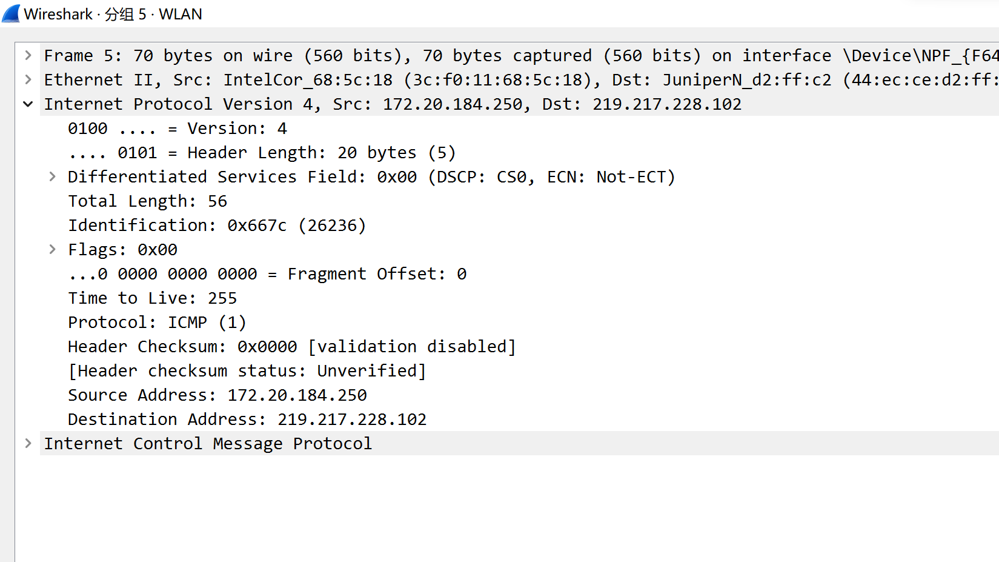 Wireshark · 分组 5 · WLAN
Frame 5: 70 bytes on wire (560 bits), 70 bytes captured (560 bits) on interface \Device\NPF_{F64
Ethernet II, Src: IntelCor_68:5c:18 (3c:f0:11:68:5c:18), Dst: JuniperN_d2:ff:c2 (44:ec:ce:d2:ff:
Internet Protocol Version 4, Src: 172.20.184.250, Dst: 219.217.228.102
0100 .... = Version: 4
.... 0101 = Header Length: 20 bytes (5)
Differentiated Services Field: 0x00 (DSCP: CS0, ECN: Not-ECT)
Total Length: 56
Identification: 0x667c (26236)
Flags: 0x00
...0 0000 0000 0000 = Fragment Offset: 0
Time to Live: 255
Protocol: ICMP (1)
Header Checksum: 0x0000 [validation disabled]
[Header checksum status: Unverified]
Source Address: 172.20.184.250
Destination Address: 219.217.228.102
Internet Control Message Protocol